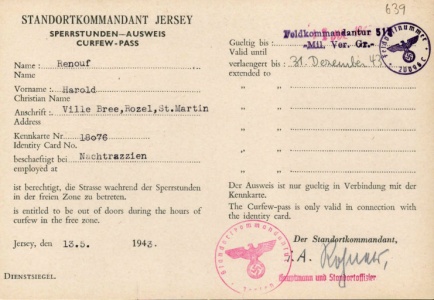 639
STANDORTKOMMANDANT JERSEY
SPERRSTUNDEN—AUSWEIS
CURFEW-PASS
Name : Renouf
Name
Vorname : Harold
Christian Name
Anschrift : Ville Bree,Rozel,St.Martin
Address
Kennkarte Nr 18o76
Identity Card No.
beschaeftigt bei Nachtrazzien
employed at
ist berechtigt, die Strasse wachrend der Sperrstunden
in der freien Zone zu betreten.
is entitled to be out of doors during the hours of
curfew in the free zone.
Jersey, den 13.5. 1943.
DIENSTSIEGEL.
Feldkommandantur 515
Gueltig bis : „Mil. Ver. Gr.“
Valid until
verlaengert bis : 31. Dezember 43
extended to
" "
" "
" "
" "
" "
Der Ausweis ist nur gueltig in Verbindung mit der
Kennkarte.
The Curfew-pass is only valid in connection with
the identity card.
Der Standortkommandant,
I.A.
Hauptmann und Standortoffizier
Standortkommandantur
Jersey